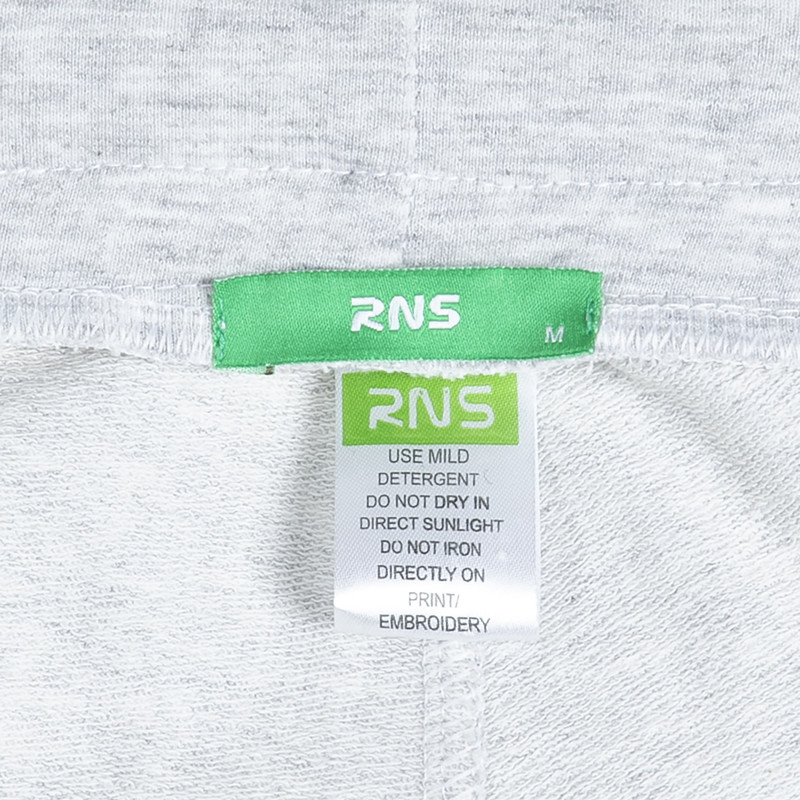 RNS
M
RNS
USE MILD
DETERGENT
DO NOT DRY IN
DIRECT SUNLIGHT
DO NOT IRON
DIRECTLY ON
PRINT/
EMBROIDERY